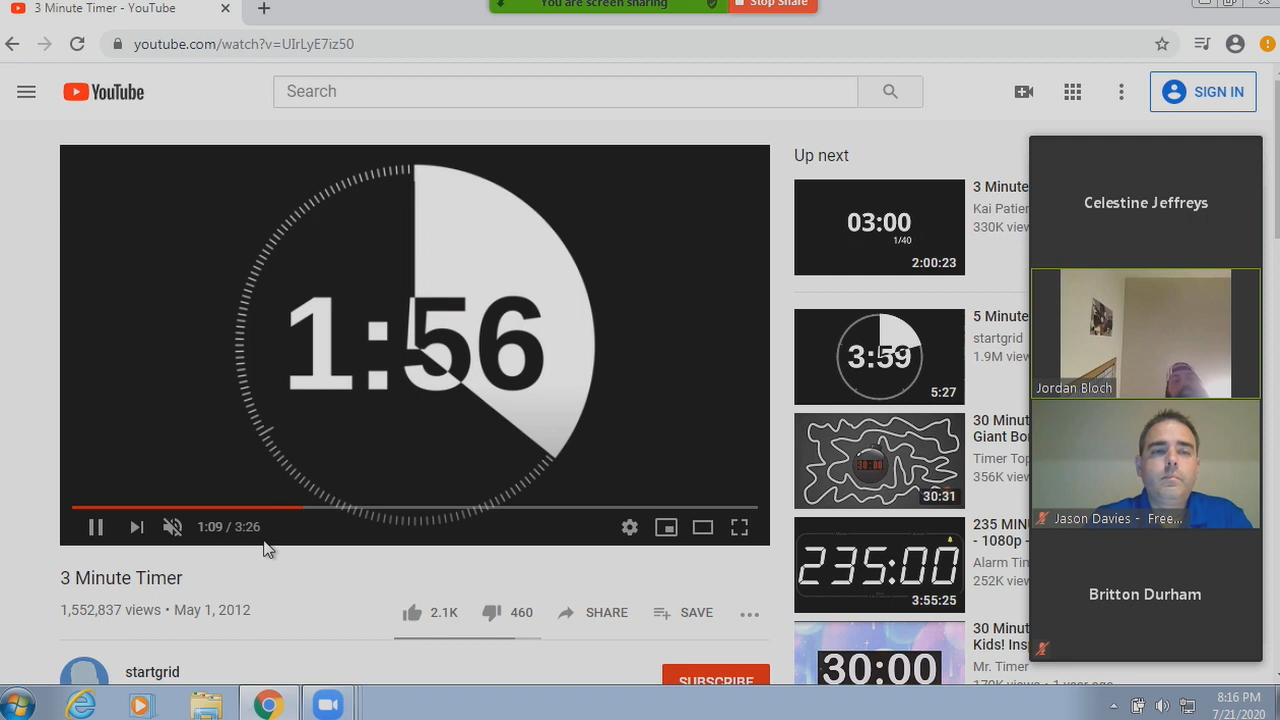 3 Minute Timer - YouTube
You are screen sharing
Stop Share
youtube.com/watch?v=UIrLyE7iz50
YouTube
Search
SIGN IN
1:56
1:09 / 3:26
3 Minute Timer
1,552,837 views • May 1, 2012
2.1K
460
SHARE
SAVE
startgrid
SUBSCRIBE
Up next
03:00
1/40
2:00:23
3 Minute
Kai Patien
330K view
3:59
5:27
5 Minute
startgrid
1.9M view
30:00
30:31
30 Minut
Giant Bo
Timer Top
356K view
235:00
3:55:25
235 MIN
- 1080p -
Alarm Tin
252K view
30:00
30 Minut
Kids! Ins
Mr. Timer
Celestine Jeffreys
Jordan Bloch
Jason Davies - Free...
Britton Durham
8:16 PM
7/21/2020